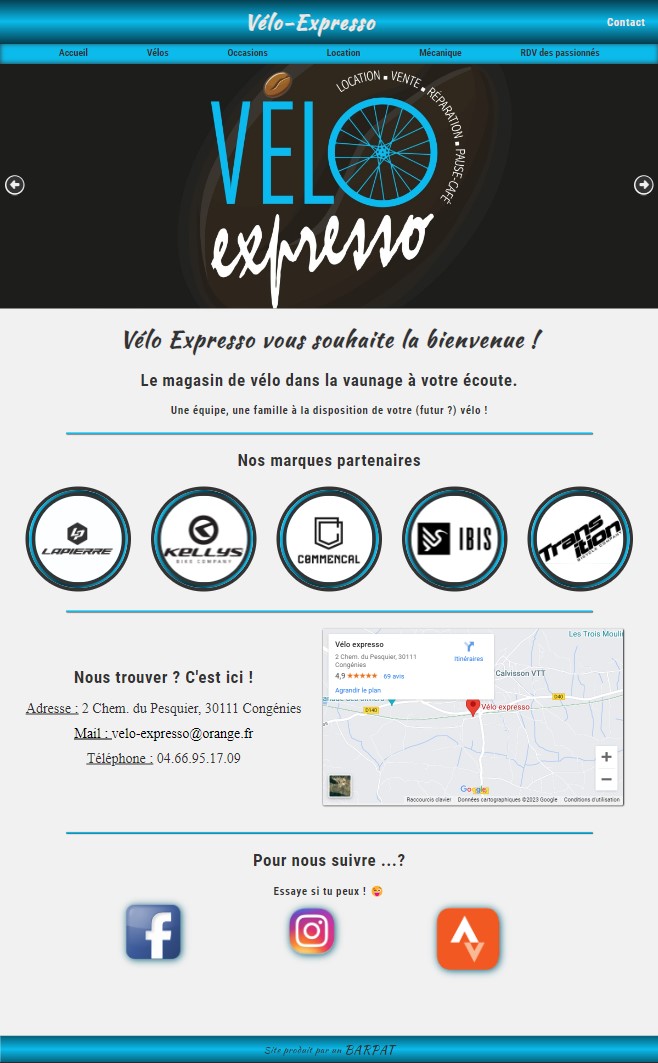 Vélo-Expresso
Contact
Accueil
Vélos
Occasions
Location
Mécanique
RDV des passionnés
LOCATION ▪ VENTE ▪ RÉPARATION ▪ PAUSE-CAFÉ
VÉLO
expresso
Vélo Expresso vous souhaite la bienvenue !
Le magasin de vélo dans la vaunage à votre écoute.
Une équipe, une famille à la disposition de votre (futur ?) vélo !
Nos marques partenaires
LAPIERRE
KELLYS
BIKE COMPANY
COMMENCAL
IBIS
Transition
BICYCLE COMPANY
Nous trouver ? C'est ici !
Adresse : 2 Chem. du Pesquier, 30111 Congénies
Mail : velo-expresso@orange.fr
Téléphone : 04.66.95.17.09
Vélo expresso
2 Chem. du Pesquier, 30111
Congénies
4,9 ★★★★★ 69 avis
Agrandir le plan
Itinéraires
Les Trois Mouli
Calvisson VTT
D40
D140
Vélo expresso
+
−
Google
Raccourcis clavier
Données cartographiques ©2023 Google
Conditions d'utilisation
Pour nous suivre ...?
Essaye si tu peux ! 😜
Site produit par un BARPAT